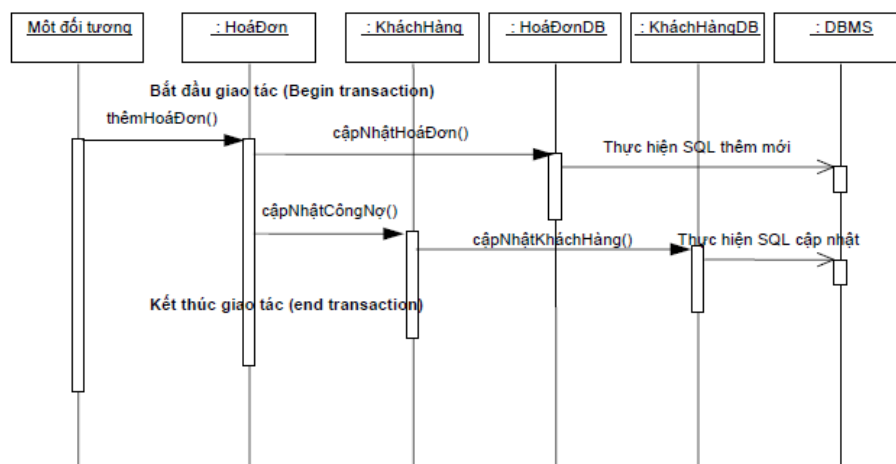 Một đối tượng
: HoáĐơn
: KháchHàng
: HoáĐơnDB
: KháchHàngDB
: DBMS
Bắt đầu giao tác (Begin transaction)
thêmHoáĐơn()
cậpNhậtHoáĐơn()
Thực hiện SQL thêm mới
cậpNhậtCôngNợ()
cậpNhậtKháchHàng()
Thực hiện SQL cập nhật
Kết thúc giao tác (end transaction)